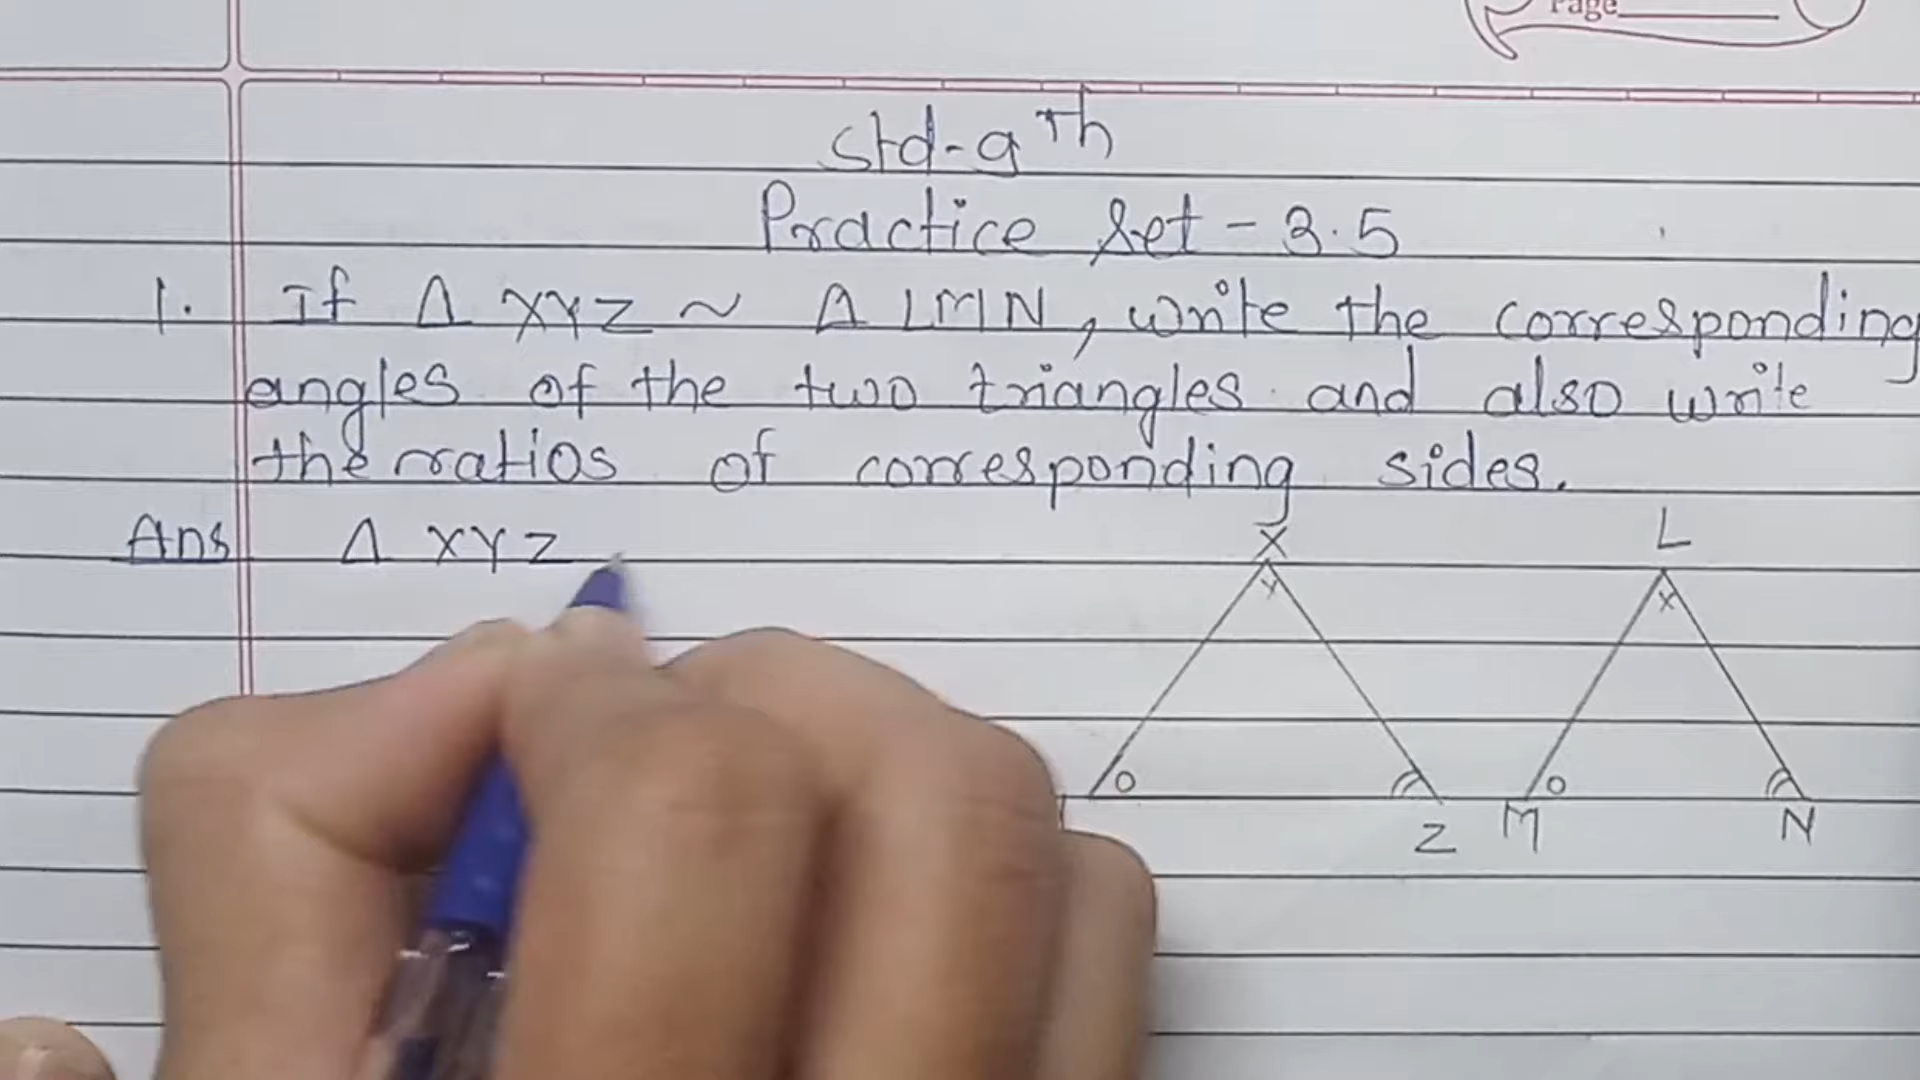 Page
Std-9th
Practice Set - 3.5
1. If Δ XYZ ~ Δ LMN, write the corresponding
angles of the two triangles and also write
the ratios of corresponding sides.
Ans Δ XYZ
X L
x x
o o
Z M N